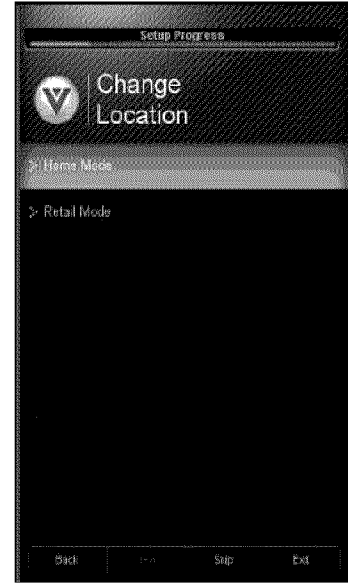 Setup Progress
V
Change
Location
> Home Mode
> Retail Mode
Back Skip Exit